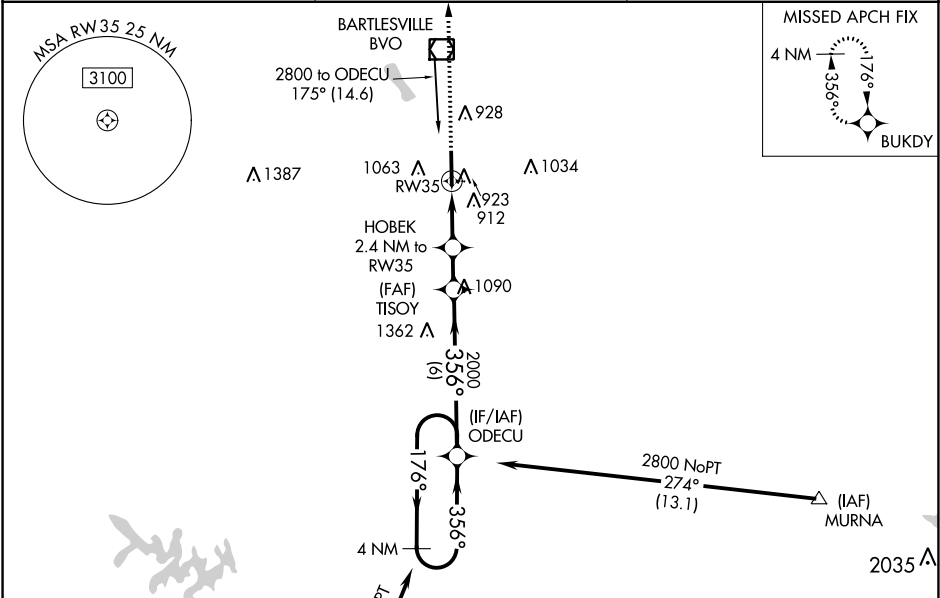 MSA RW35 25 NM
3100
BARTLESVILLE
BVO
2800 to ODECU
175° (14.6)
MISSED APCH FIX
4 NM
356°
176°
BUKDY
928
1387
1063
1034
RW35
923
912
HOBEK
2.4 NM to
RW35
(FAF)
TISOY
1090
1362
2000
356°
(6)
(IF/IAF)
ODECU
176°
356°
4 NM
2800 NoPT
274°
(13.1)
(IAF)
MURNA
2035